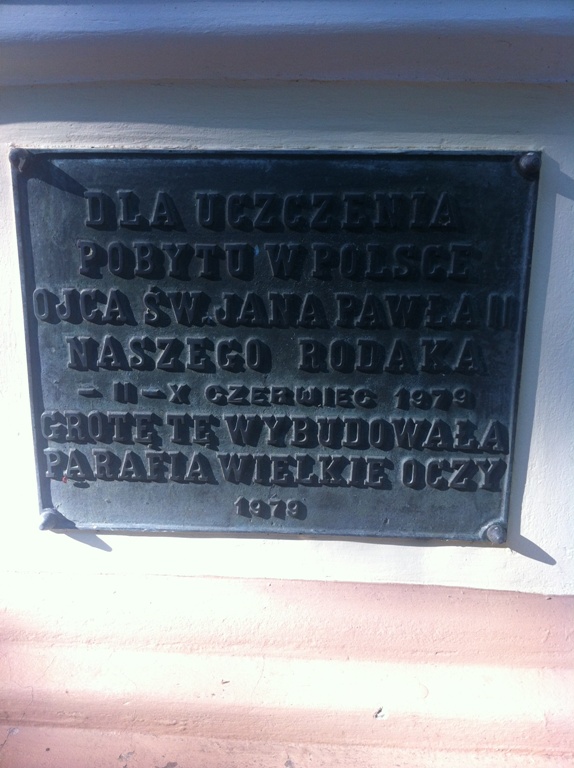 DLA UCZCZENIA
POBYTU W POLSCE
OJCA ŚW. JANA PAWŁA II
NASZEGO RODAKA
- II - X CZERWIEC 1979
GROTĘ TĘ WYBUDOWAŁA
PARAFIA WIELKIE OCZY
1979